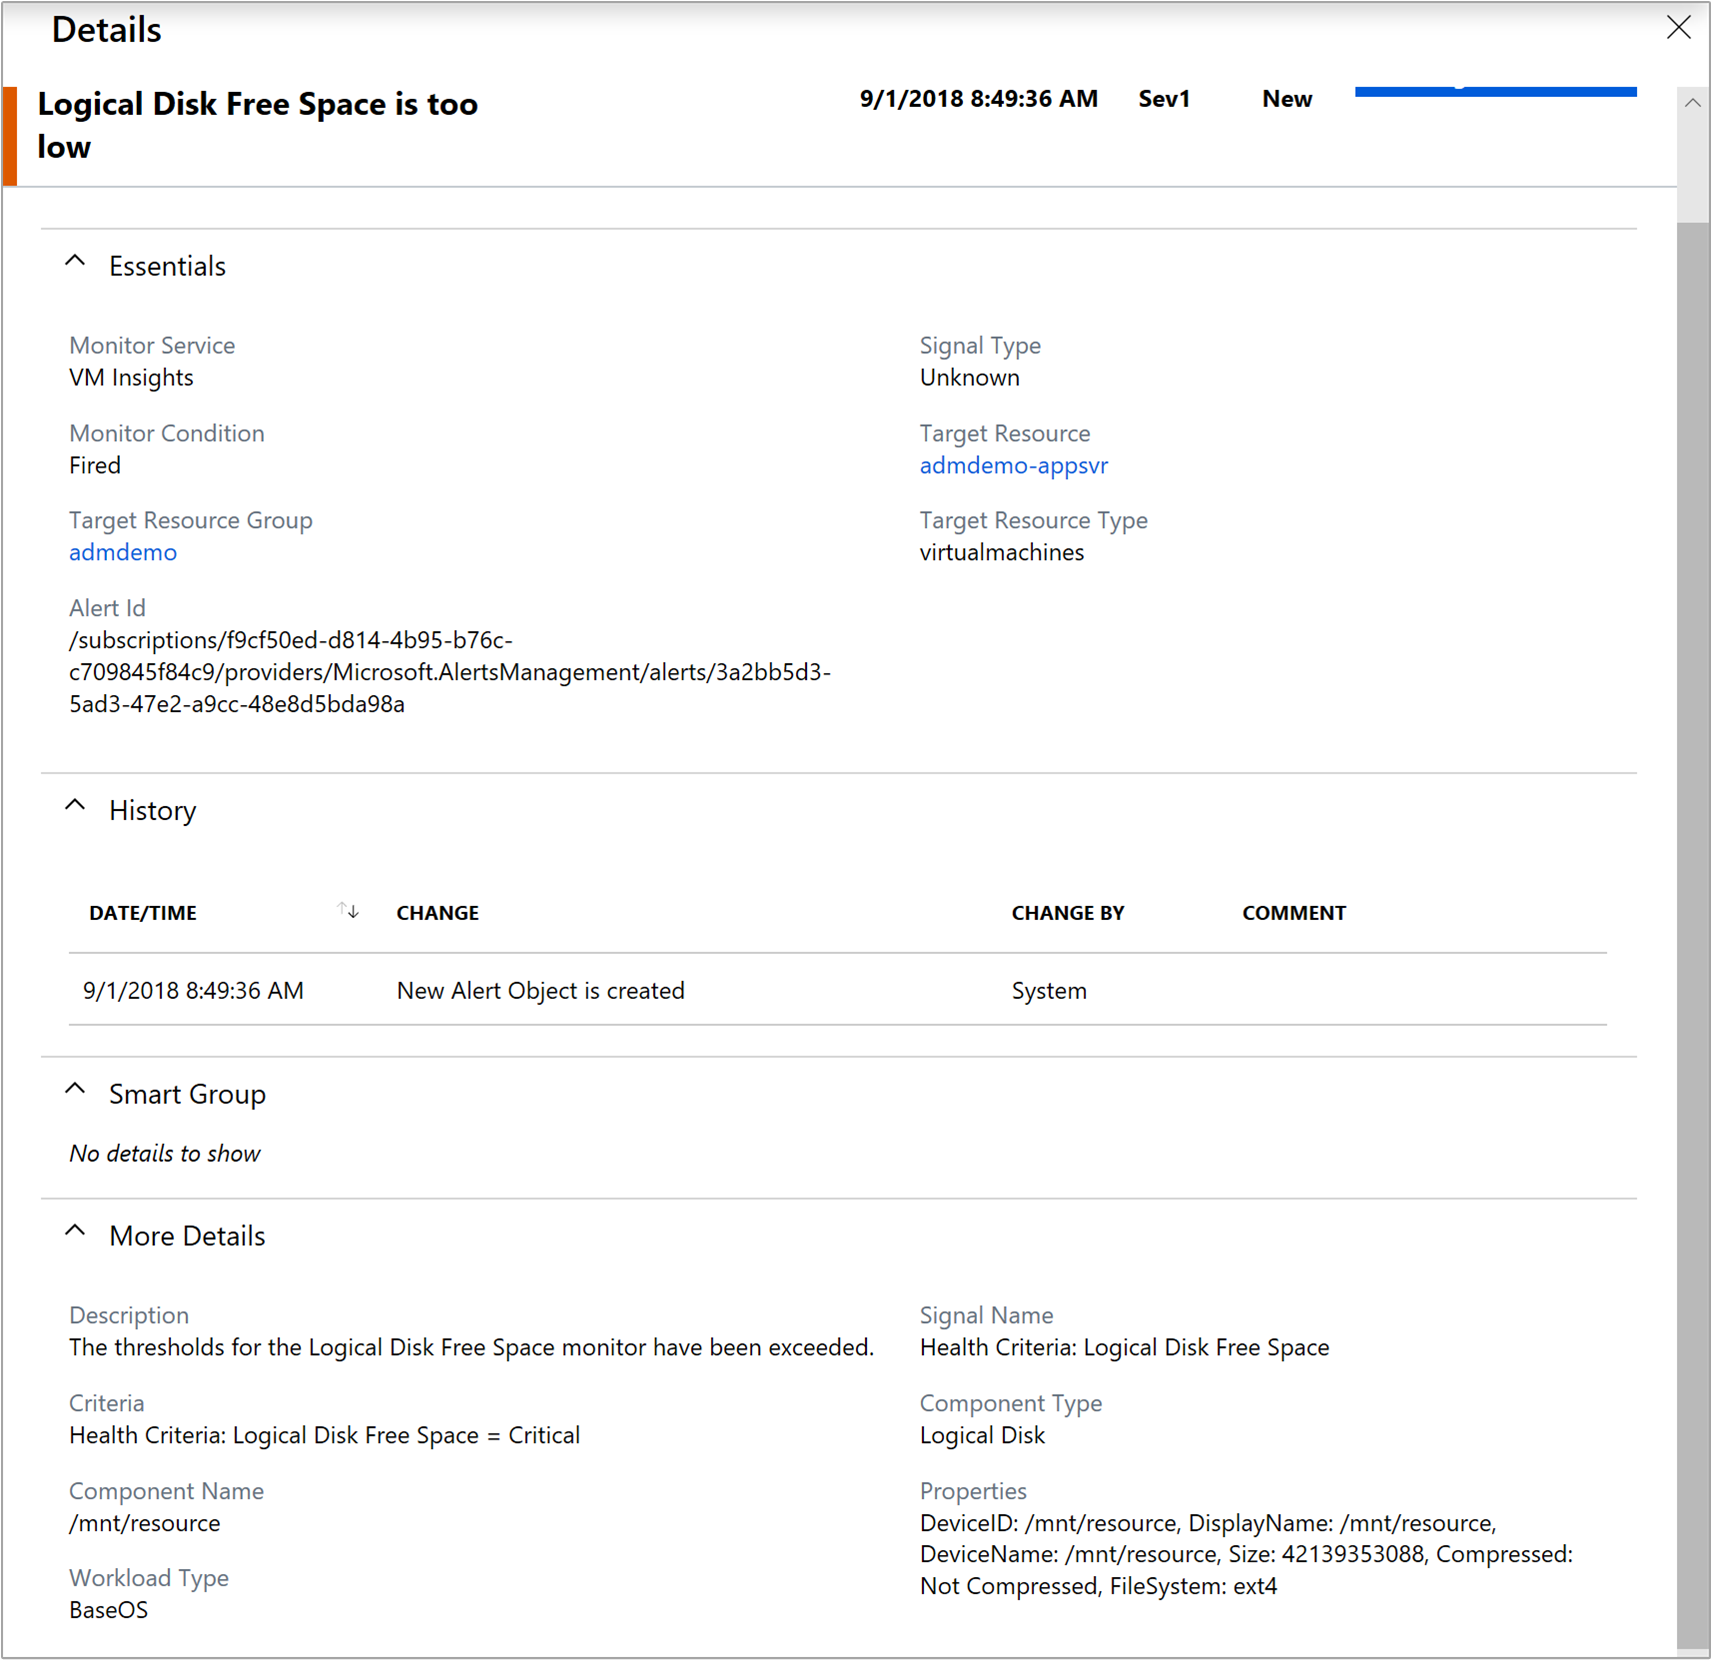 Details
Logical Disk Free Space is too
low
9/1/2018 8:49:36 AM Sev1 New
Essentials
Monitor Service
VM Insights
Signal Type
Unknown
Monitor Condition
Fired
Target Resource
admdemo-appsvr
Target Resource Group
admdemo
Target Resource Type
virtualmachines
Alert Id
/subscriptions/f9cf50ed-d814-4b95-b76c-
c709845f84c9/providers/Microsoft.AlertsManagement/alerts/3a2bb5d3-
5ad3-47e2-a9cc-48e8d5bda98a
History
DATE/TIME CHANGE CHANGE BY COMMENT
9/1/2018 8:49:36 AM New Alert Object is created System
Smart Group
No details to show
More Details
Description
The thresholds for the Logical Disk Free Space monitor have been exceeded.
Signal Name
Health Criteria: Logical Disk Free Space
Criteria
Health Criteria: Logical Disk Free Space = Critical
Component Type
Logical Disk
Component Name
/mnt/resource
Properties
DeviceID: /mnt/resource, DisplayName: /mnt/resource,
DeviceName: /mnt/resource, Size: 42139353088, Compressed:
Not Compressed, FileSystem: ext4
Workload Type
BaseOS